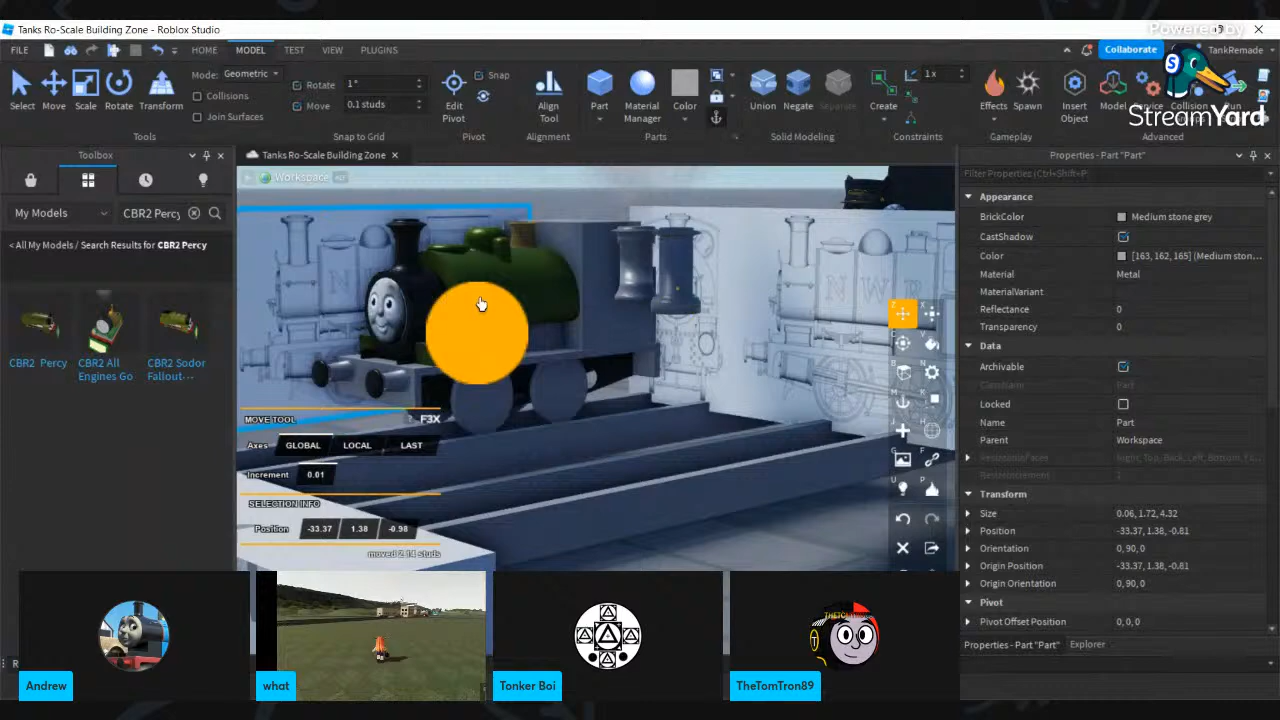 Tanks Ro-Scale Building Zone - Roblox Studio
Powered by
FILE
HOME
MODEL
TEST
VIEW
PLUGINS
Collaborate
TankRemade
Select
Move
Scale
Rotate
Transform
Mode: Geometric
Collisions
Join Surfaces
Tools
Rotate 1°
Move 0.1 studs
Snap to Grid
Edit Pivot
Snap
Pivot
Align Tool
Alignment
Part
Material Manager
Color
Parts
Union
Negate
Separate
Solid Modeling
Create
1x
Constraints
Effects
Spawn
Gameplay
Insert Object
Model
Service
Collision
Run
Advanced
StreamYard
Toolbox
Tanks Ro-Scale Building Zone
Properties - Part "Part"
Workspace
Filter Properties (Ctrl+Shift+P)
My Models
CBR2 Percy
< All My Models / Search Results for CBR2 Percy
CBR2 Percy
CBR2 All Engines Go
CBR2 Sodor Fallout-...
N W R
Appearance
BrickColor Medium stone grey
CastShadow
Color [163, 162, 165] (Medium ston...
Material Metal
MaterialVariant
Reflectance 0
Transparency 0
Data
Archivable
Locked
Name Part
Parent Workspace
Transform
Size 0.06, 1.72, 4.32
Position -33.37, 1.38, -0.81
Orientation 0, 90, 0
Origin Position -33.37, 1.38, -0.81
Origin Orientation 0, 90, 0
Pivot
Pivot Offset Position 0, 0, 0
Properties - Part "Part"
Explorer
MOVE TOOL ? F3X
Axes GLOBAL LOCAL LAST
Increment 0.01
SELECTION INFO
Position -33.37 1.38 -0.98
moved 2.14 studs
Andrew
what
Tonker Boi
TheTomTron89